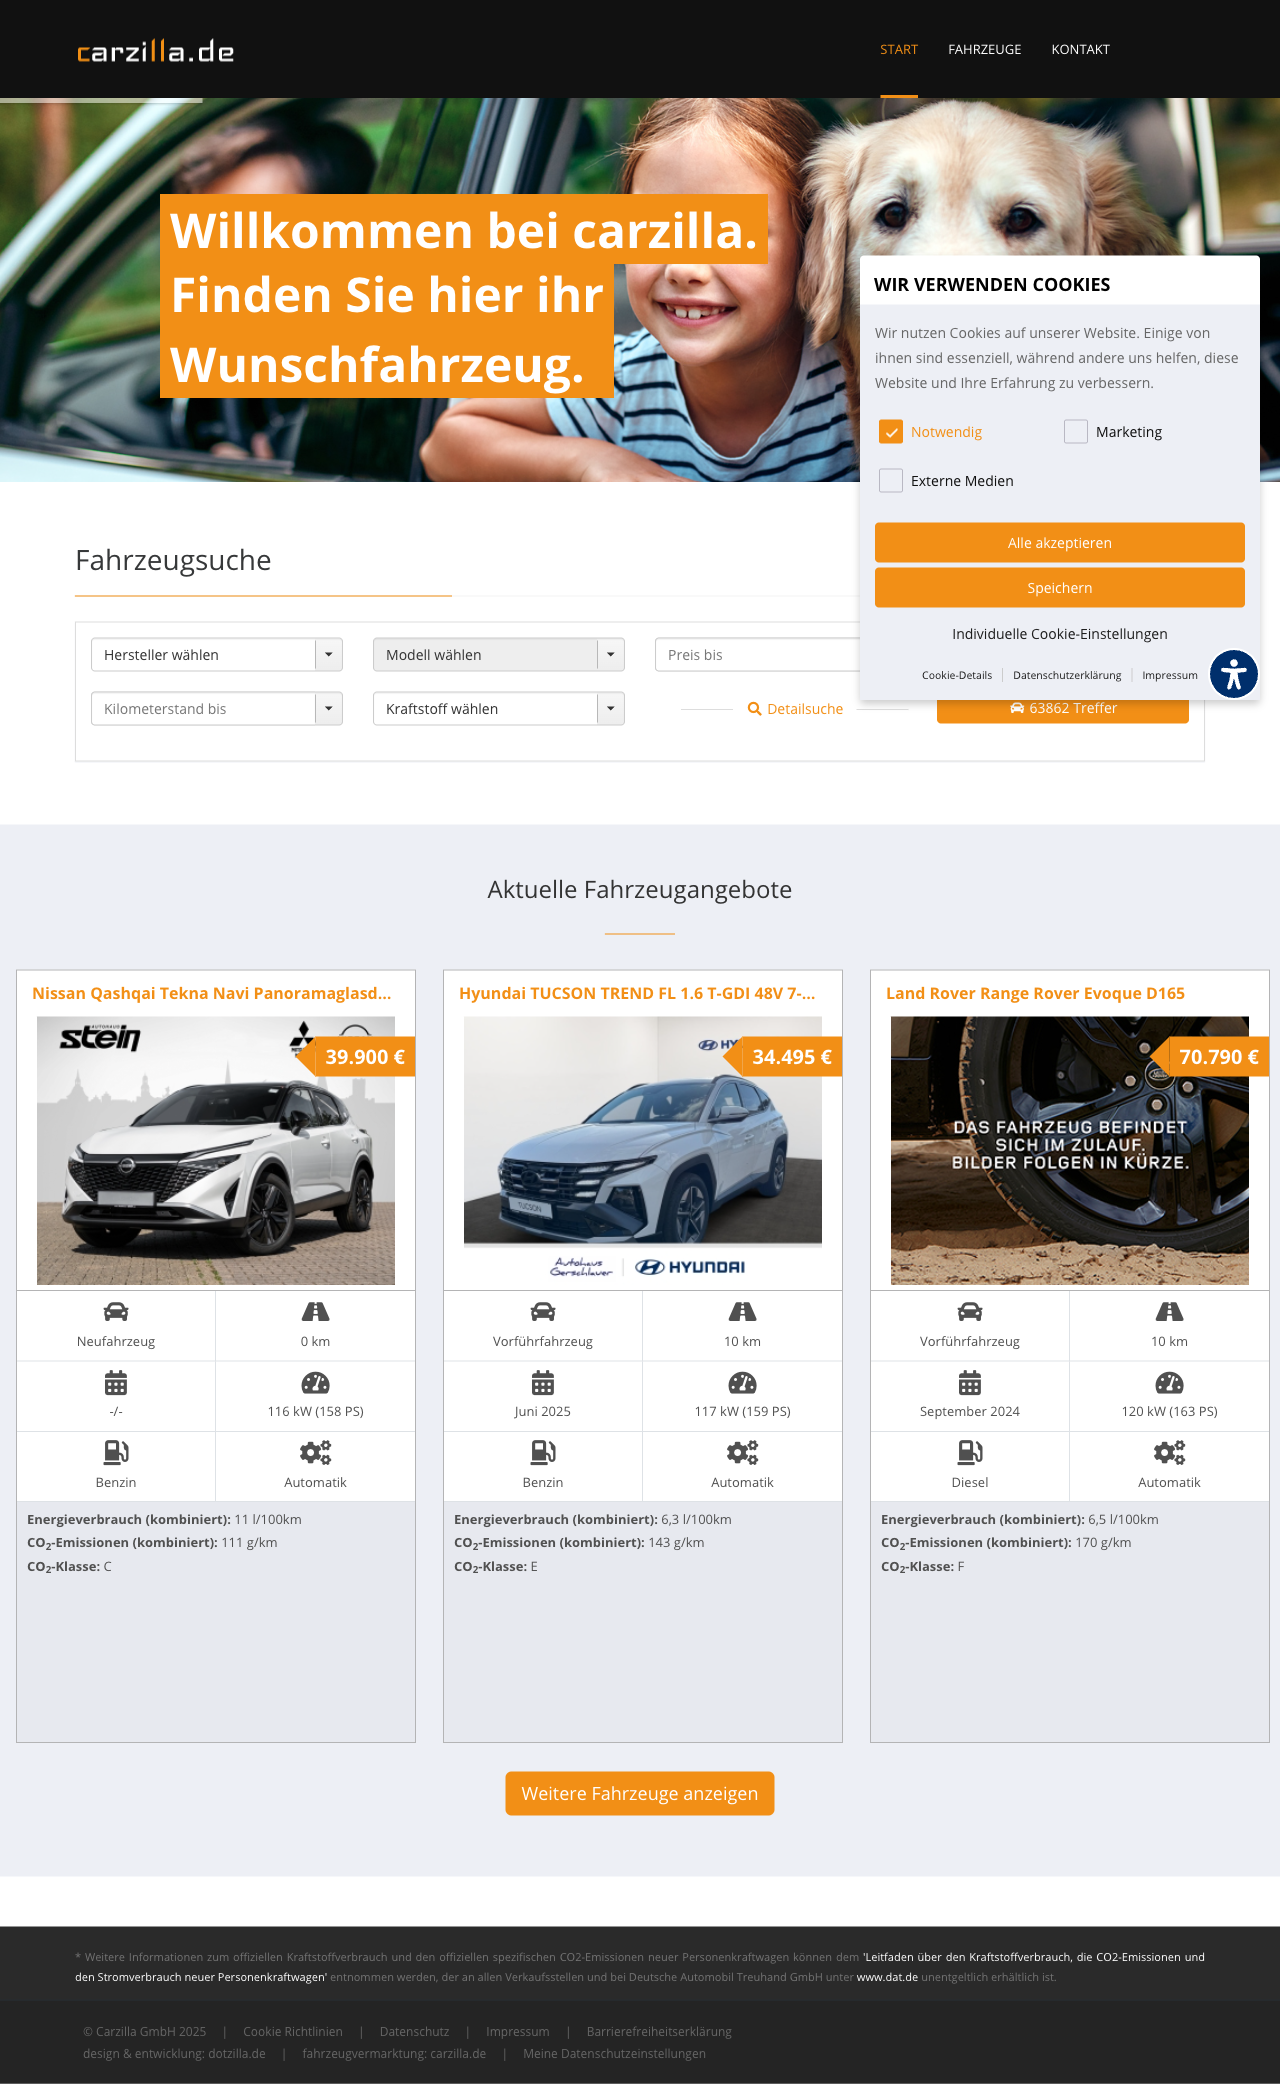 carzilla.de
START
FAHRZEUGE
KONTAKT
Willkommen bei carzilla.
Finden Sie hier ihr
Wunschfahrzeug.
WIR VERWENDEN COOKIES
Wir nutzen Cookies auf unserer Website. Einige von
ihnen sind essenziell, während andere uns helfen, diese
Website und Ihre Erfahrung zu verbessern.
Notwendig
Marketing
Externe Medien
Alle akzeptieren
Speichern
Individuelle Cookie-Einstellungen
Cookie-Details
Datenschutzerklärung
Impressum
Fahrzeugsuche
Hersteller wählen
Modell wählen
Preis bis
Kilometerstand bis
Kraftstoff wählen
Detailsuche
63862 Treffer
Aktuelle Fahrzeugangebote
Nissan Qashqai Tekna Navi Panoramaglasd...
AUTOHAUS
stein
39.900 €
Neufahrzeug
0 km
-/-
116 kW (158 PS)
Benzin
Automatik
Energieverbrauch (kombiniert): 11 l/100km
CO2-Emissionen (kombiniert): 111 g/km
CO2-Klasse: C
Hyundai TUCSON TREND FL 1.6 T-GDI 48V 7-...
34.495 €
TUCSON
Autohaus
Gerschlauer
HYUNDAI
Vorführfahrzeug
10 km
Juni 2025
117 kW (159 PS)
Benzin
Automatik
Energieverbrauch (kombiniert): 6,3 l/100km
CO2-Emissionen (kombiniert): 143 g/km
CO2-Klasse: E
Land Rover Range Rover Evoque D165
70.790 €
DAS FAHRZEUG BEFINDET
SICH IM ZULAUF.
BILDER FOLGEN IN KÜRZE.
Vorführfahrzeug
10 km
September 2024
120 kW (163 PS)
Diesel
Automatik
Energieverbrauch (kombiniert): 6,5 l/100km
CO2-Emissionen (kombiniert): 170 g/km
CO2-Klasse: F
Weitere Fahrzeuge anzeigen
* Weitere Informationen zum offiziellen Kraftstoffverbrauch und den offiziellen spezifischen CO2-Emissionen neuer Personenkraftwagen können dem 'Leitfaden über den Kraftstoffverbrauch, die CO2-Emissionen und
den Stromverbrauch neuer Personenkraftwagen' entnommen werden, der an allen Verkaufsstellen und bei Deutsche Automobil Treuhand GmbH unter www.dat.de unentgeltlich erhältlich ist.
© Carzilla GmbH 2025 | Cookie Richtlinien | Datenschutz | Impressum | Barrierefreiheitserklärung
design & entwicklung: dotzilla.de | fahrzeugvermarktung: carzilla.de | Meine Datenschutzeinstellungen